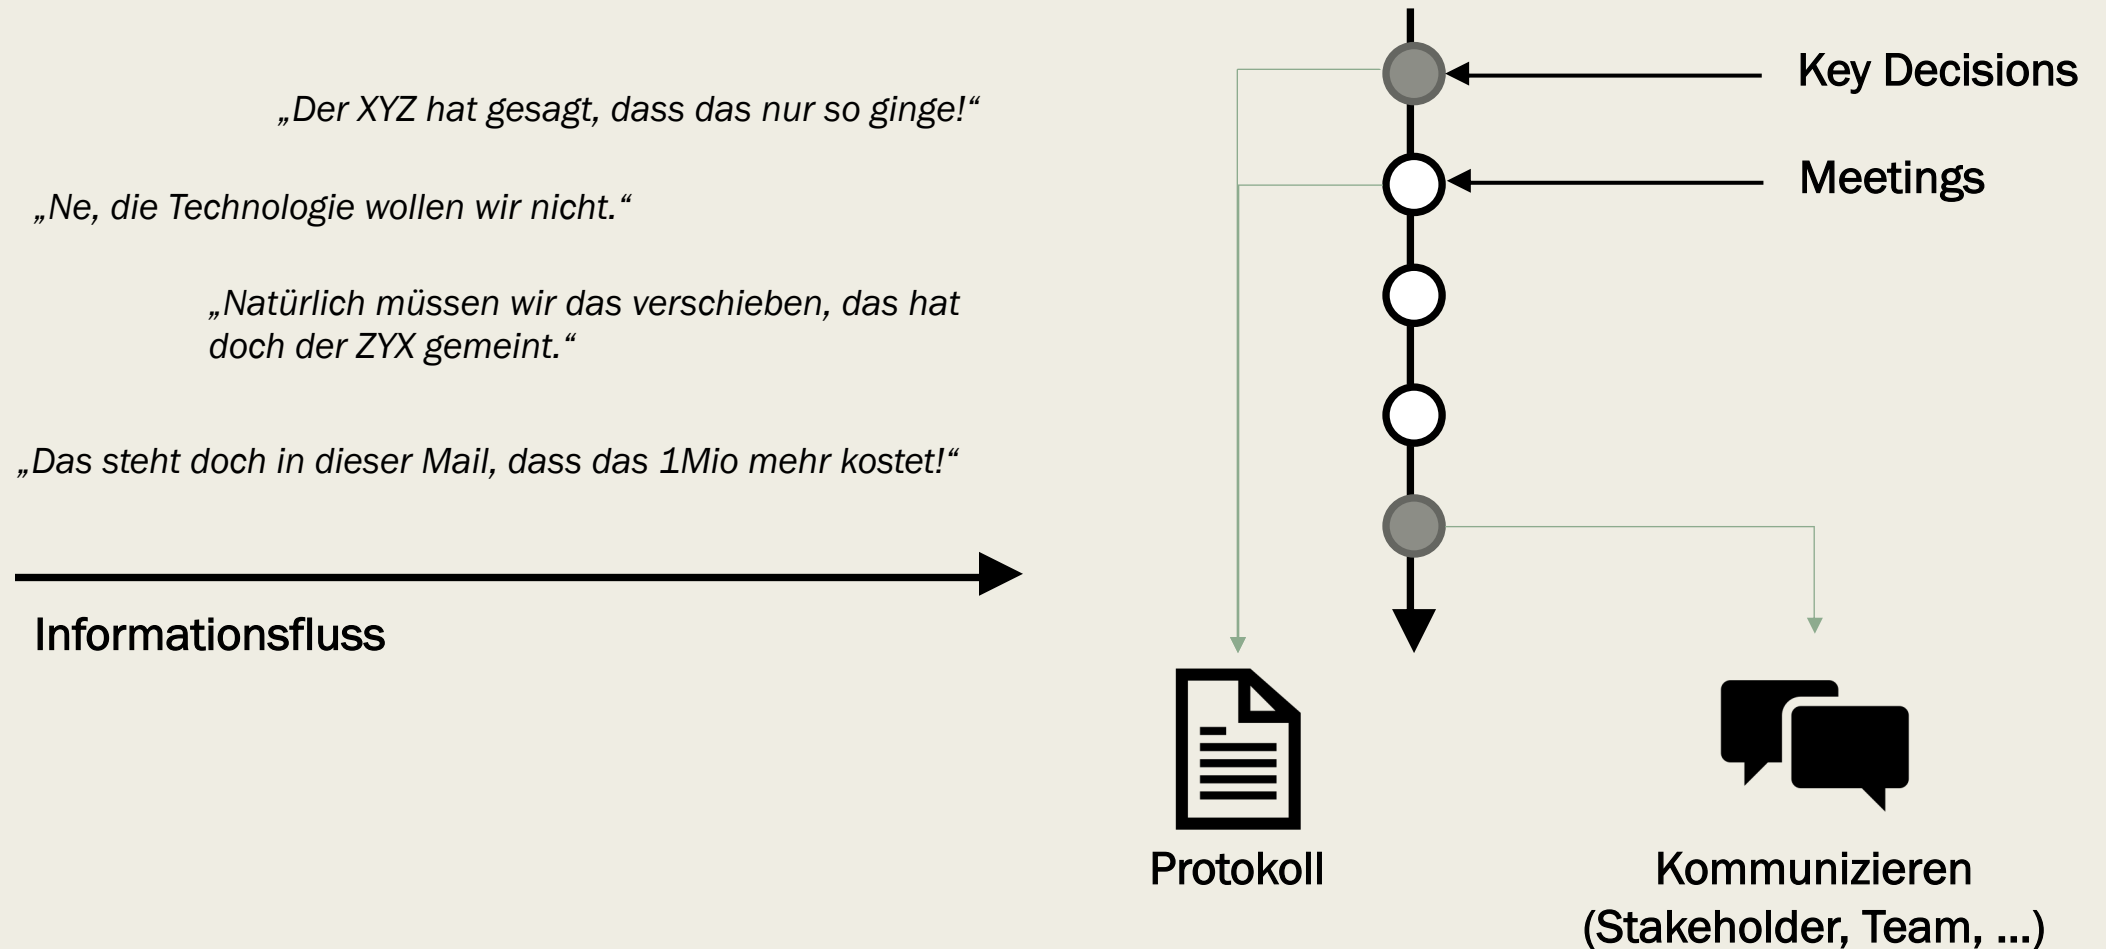 „Der XYZ hat gesagt, dass das nur so ginge!“
„Ne, die Technologie wollen wir nicht.“
„Natürlich müssen wir das verschieben, das hat
doch der ZYX gemeint.“
„Das steht doch in dieser Mail, dass das 1Mio mehr kostet!“
Informationsfluss
Key Decisions
Meetings
Protokoll
Kommunizieren
(Stakeholder, Team, ...)